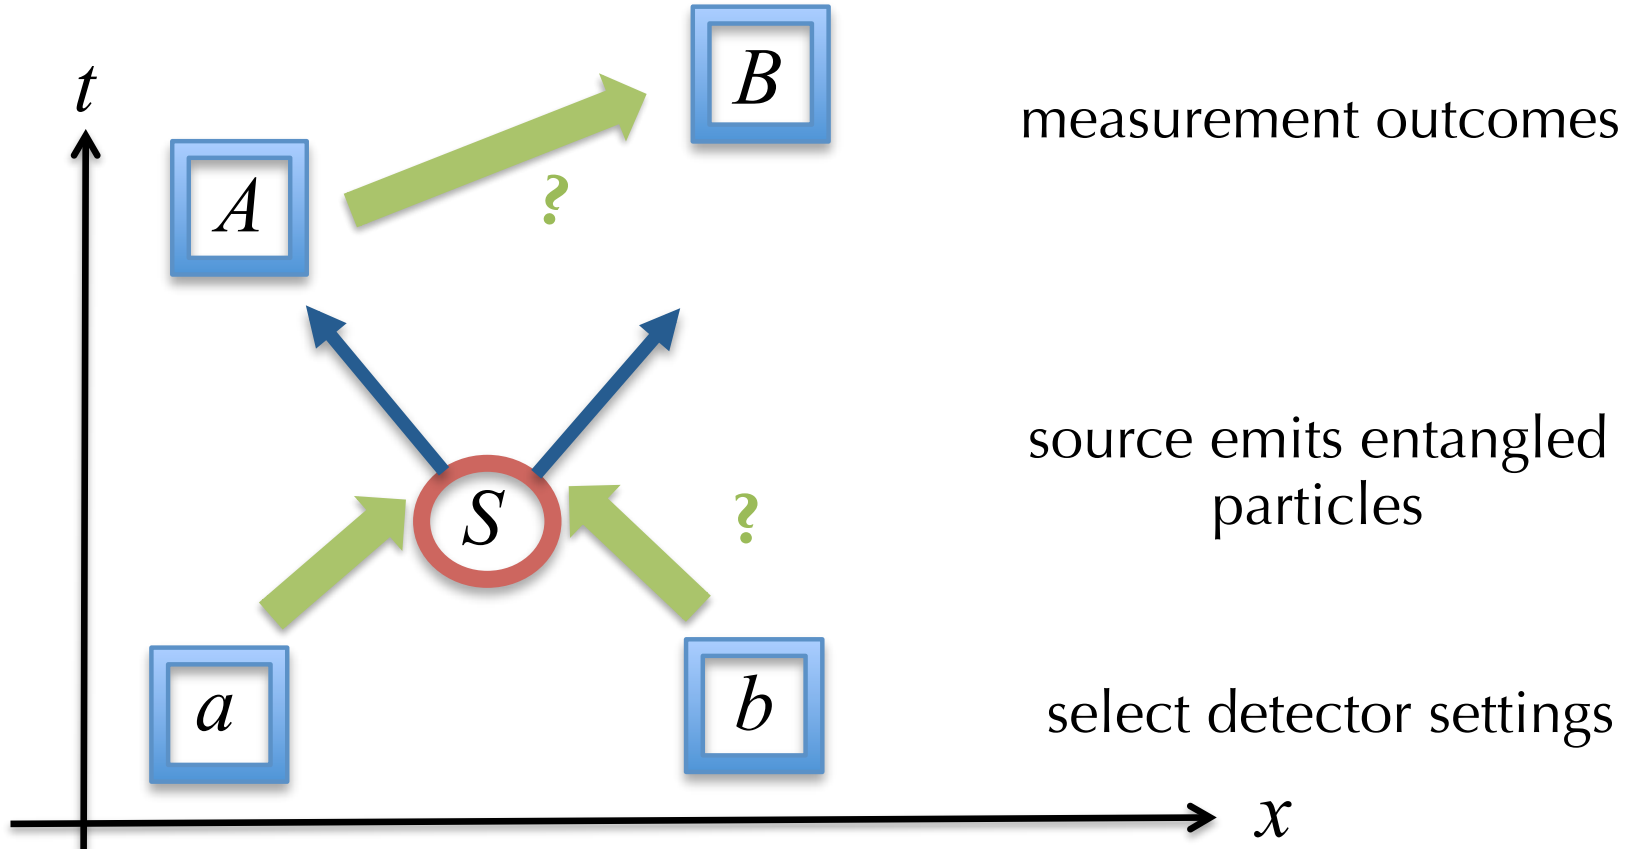 t
B
measurement outcomes
A
?
source emits entangled
particles
S
?
a
b
select detector settings
x